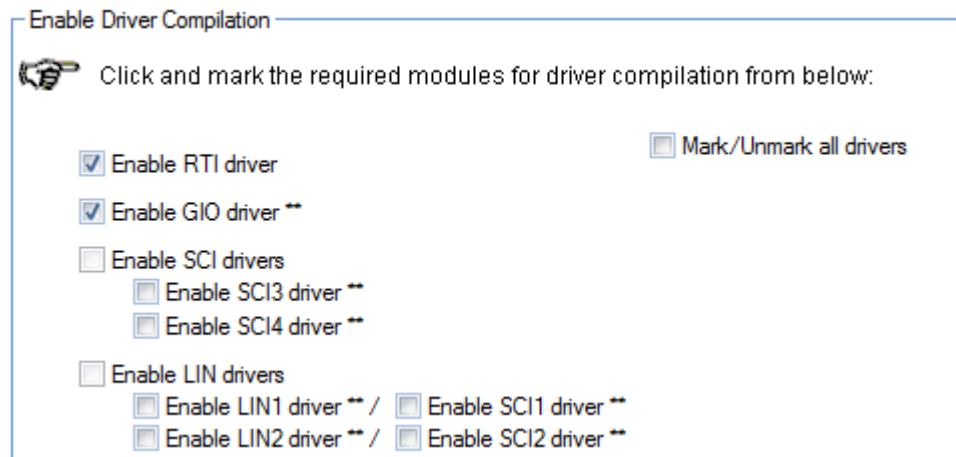 Enable Driver Compilation
Click and mark the required modules for driver compilation from below:
Mark/Unmark all drivers
Enable RTI driver
Enable GIO driver **
Enable SCI drivers
Enable SCI3 driver **
Enable SCI4 driver **
Enable LIN drivers
Enable LIN1 driver ** / Enable SCI1 driver **
Enable LIN2 driver ** / Enable SCI2 driver **